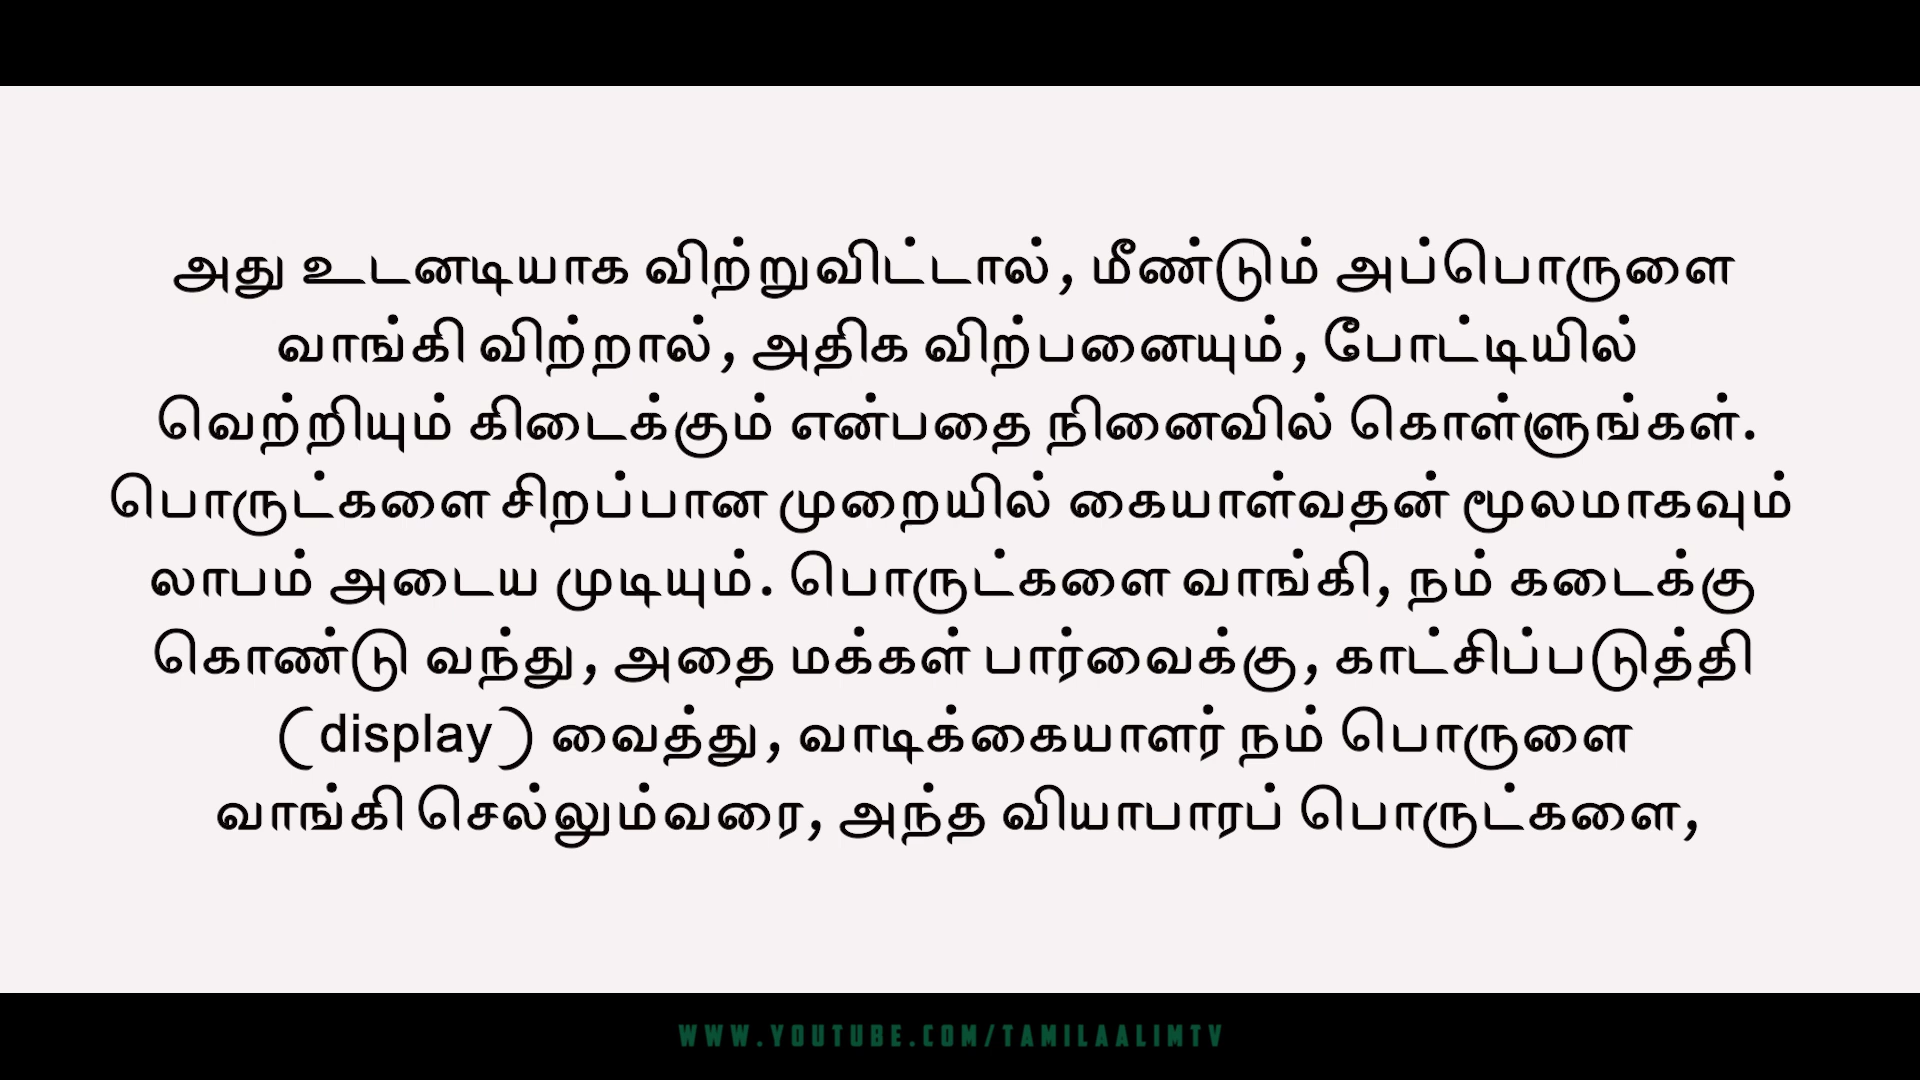 அது உடனடியாக விற்றுவிட்டால், மீண்டும் அப்பொருளை
வாங்கி விற்றால், அதிக விற்பனையும், போட்டியில்
வெற்றியும் கிடைக்கும் என்பதை நினைவில் கொள்ளுங்கள்.
பொருட்களை சிறப்பான முறையில் கையாள்வதன் மூலமாகவும்
லாபம் அடைய முடியும். பொருட்களை வாங்கி, நம் கடைக்கு
கொண்டு வந்து, அதை மக்கள் பார்வைக்கு, காட்சிப்படுத்தி
(display) வைத்து, வாடிக்கையாளர் நம் பொருளை
வாங்கி செல்லும்வரை, அந்த வியாபாரப் பொருட்களை,
WWW.YOUTUBE.COM/TAMILAALIMTV